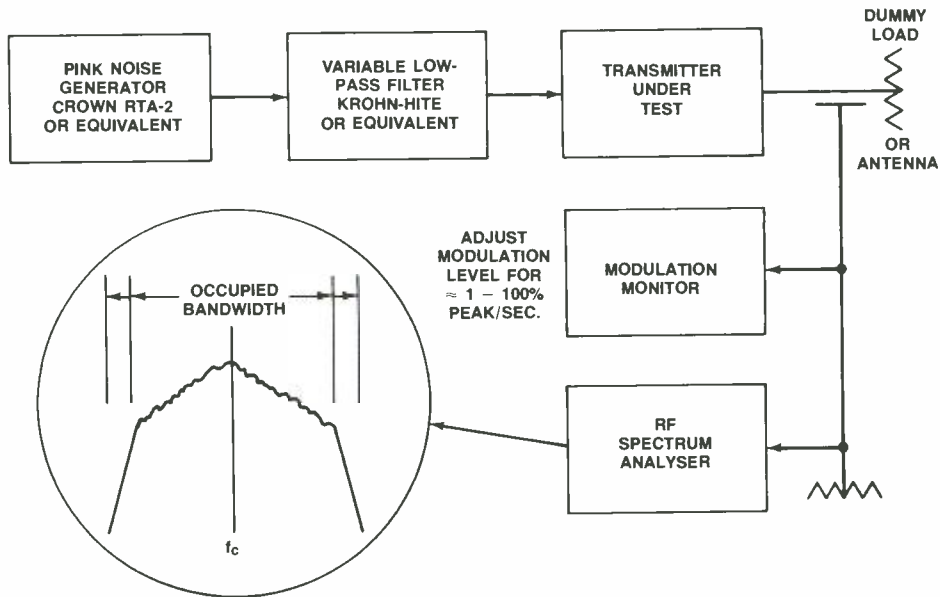 PINK NOISE
GENERATOR
CROWN RTA-2
OR EQUIVALENT
VARIABLE LOW-
PASS FILTER
KROHN-HITE
OR EQUIVALENT
TRANSMITTER
UNDER
TEST
DUMMY
LOAD
OR
ANTENNA
ADJUST
MODULATION
LEVEL FOR
≈ 1 – 100%
PEAK/SEC.
MODULATION
MONITOR
OCCUPIED
BANDWIDTH
fc
RF
SPECTRUM
ANALYSER